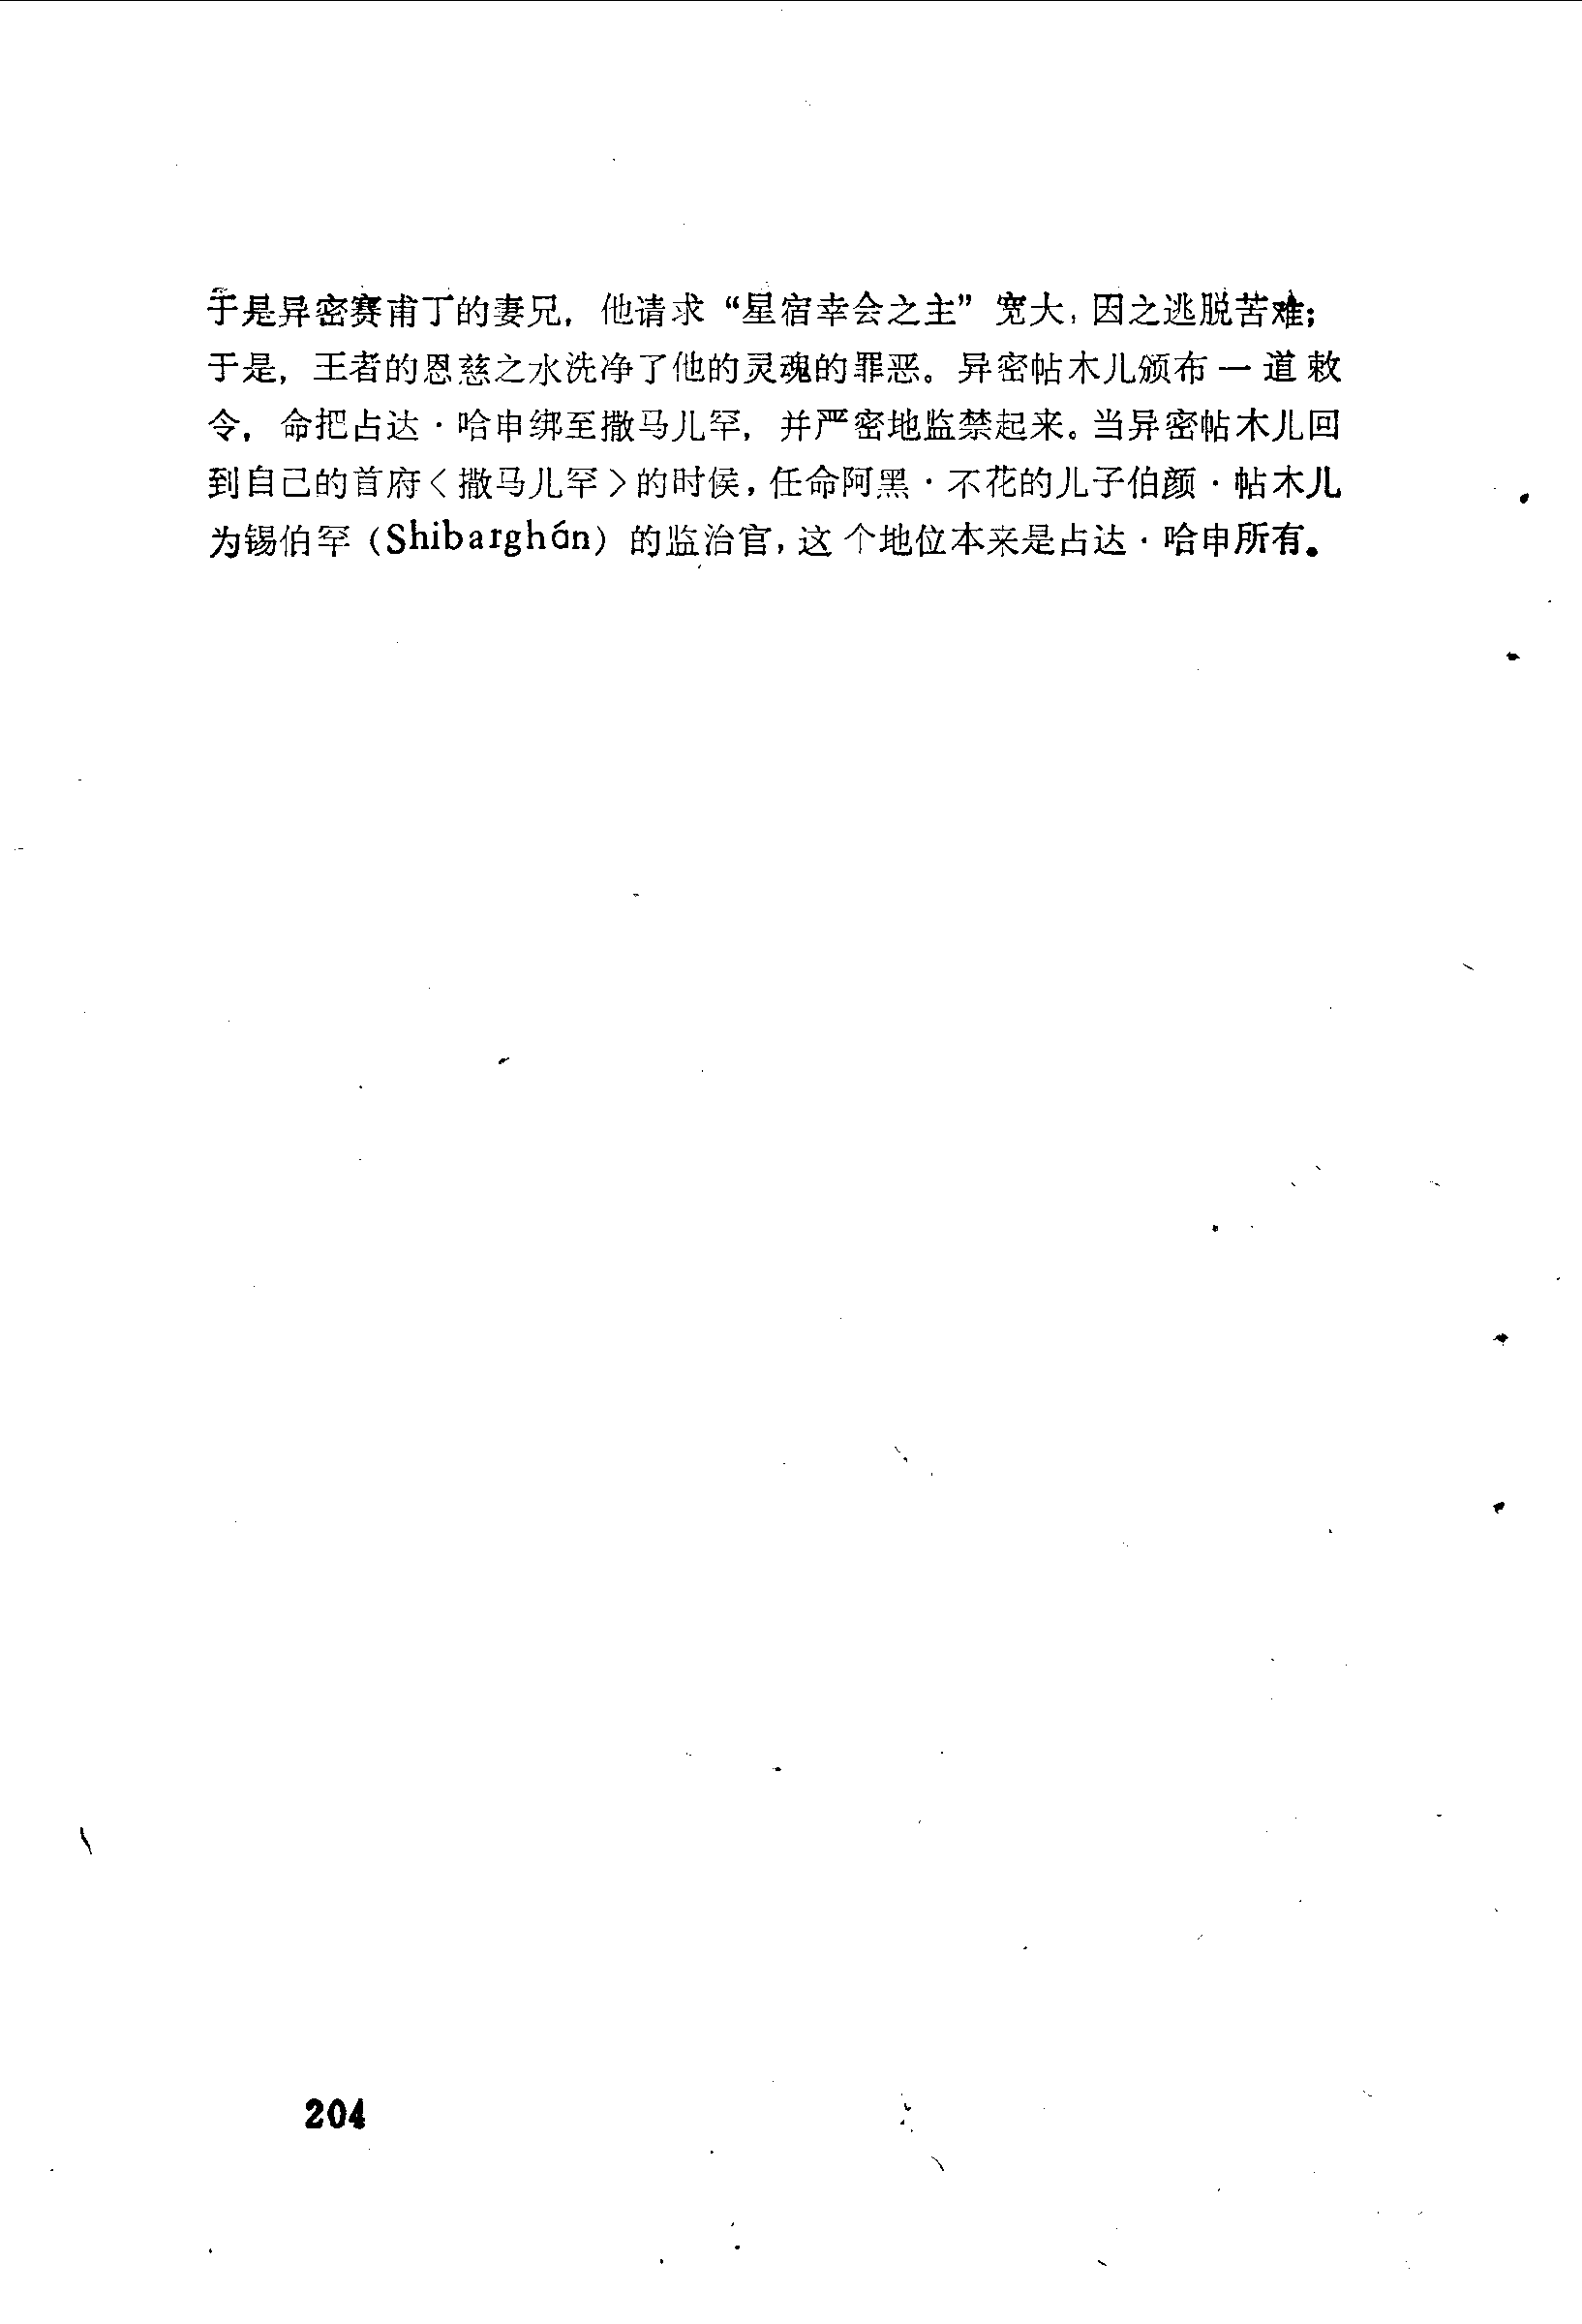 于是异密赛甫丁的妻兄，他请求“星宿幸会之主”宽大，因之逃脱苦难；
于是，王者的恩慈之水洗净了他的灵魂的罪恶。异密帖木儿颁布一道敕
令，命把占达·哈申绑至撒马儿罕，并严密地监禁起来。当异密帖木儿回
到自己的首府〈撒马儿罕〉的时侯，任命阿黑·不花的儿子伯颜·帖木儿
为锡伯罕（Shibarghán）的监治官，这个地位本来是占达·哈申所有。
204